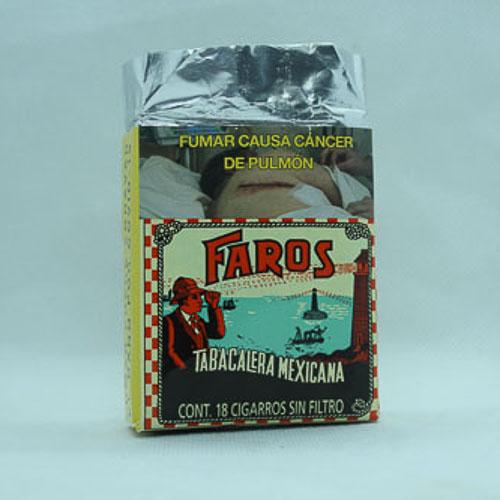 FUMAR CAUSA CÁNCER
DE PULMÓN
FAROS
TABACALERA MEXICANA
CONT. 18 CIGARROS SIN FILTRO